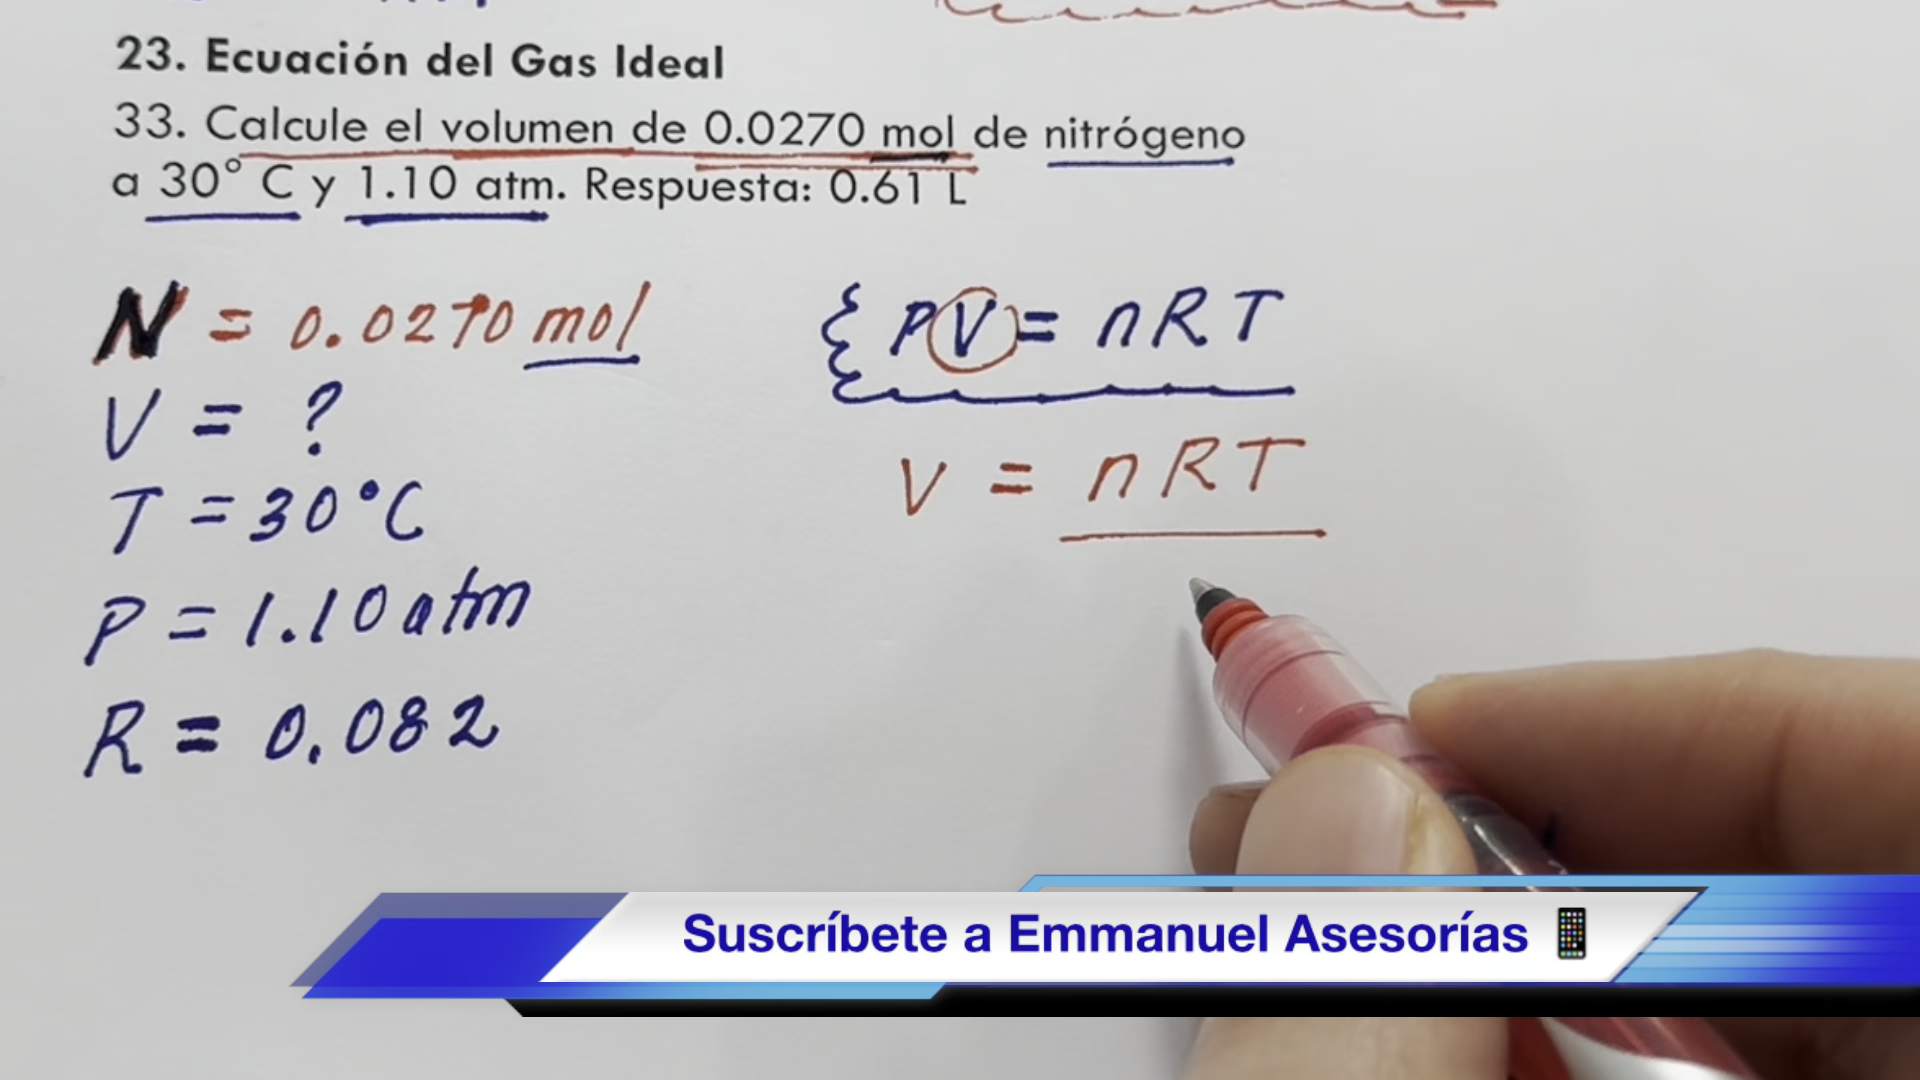 23. Ecuación del Gas Ideal
33. Calcule el volumen de 0.0270 mol de nitrógeno
a 30° C y 1.10 atm. Respuesta: 0.61 L
N = 0.0270 mol
V = ?
T = 30°C
P = 1.10 atm
R = 0.082
PV = nRT
V = nRT
Suscríbete a Emmanuel Asesorías